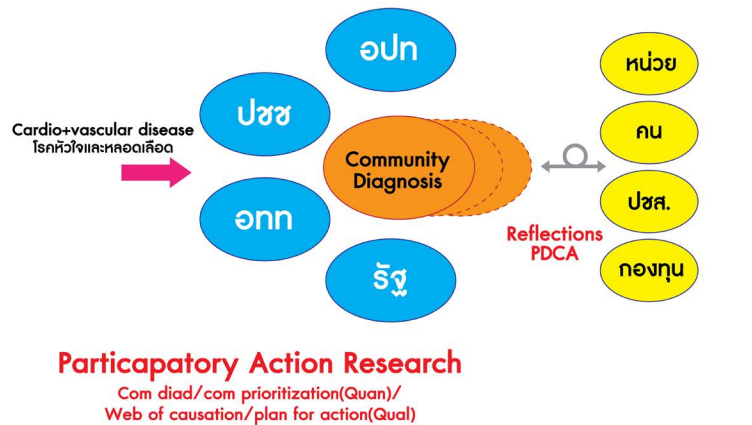 อปท
ปชช
Cardio+vascular disease
โรคหัวใจและหลอดเลือด
Community
Diagnosis
อทท
รัฐ
หน่วย
คน
ปชส.
กองทุน
Reflections
PDCA
Particapatory Action Research
Com diad/com prioritization(Quan)/
Web of causation/plan for action(Qual)